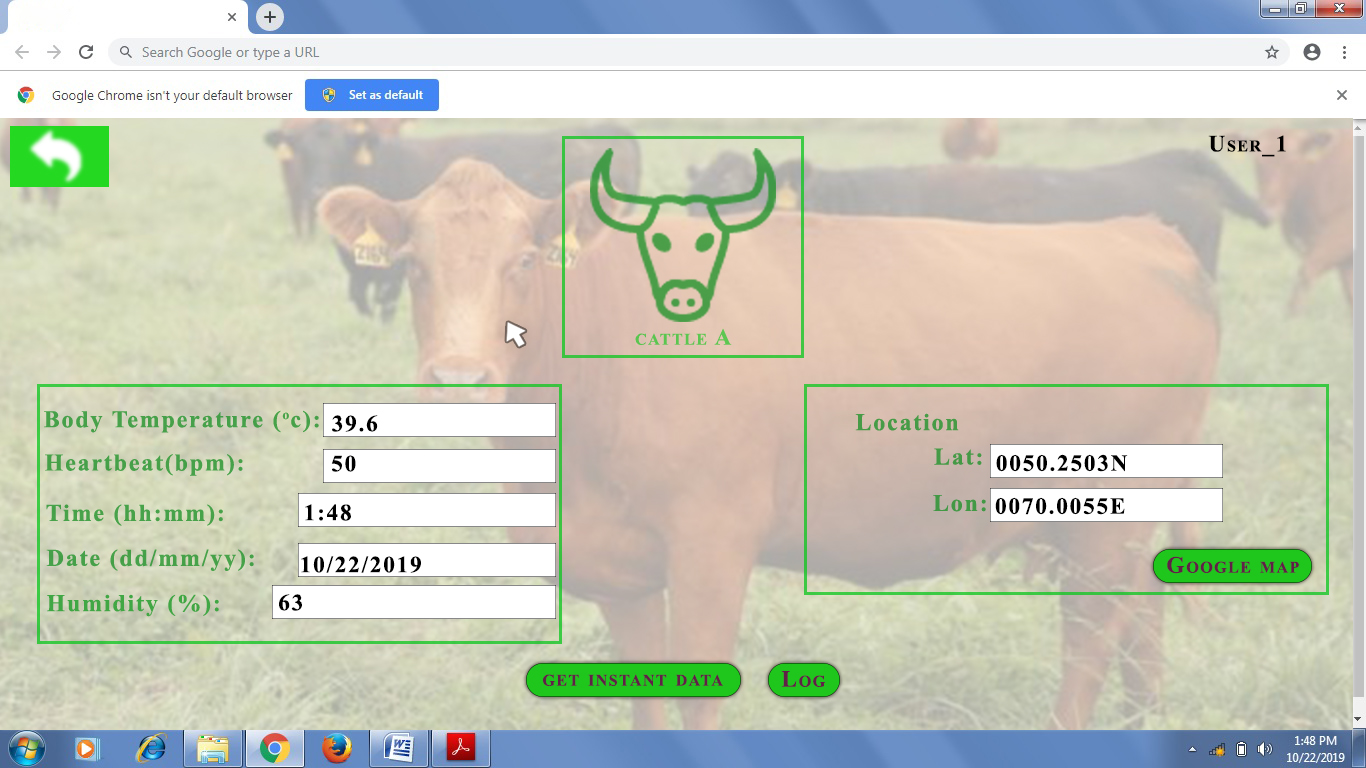 Search Google or type a URL
Google Chrome isn't your default browser
Set as default
User_1
2164
CATTLE A
Body Temperature (ºc): 39.6
Heartbeat(bpm): 50
Time (hh:mm): 1:48
Date (dd/mm/yy): 10/22/2019
Humidity (%): 63
Location
Lat: 0050.2503N
Lon: 0070.0055E
Google map
GET INSTANT DATA
Log
1:48 PM
10/22/2019